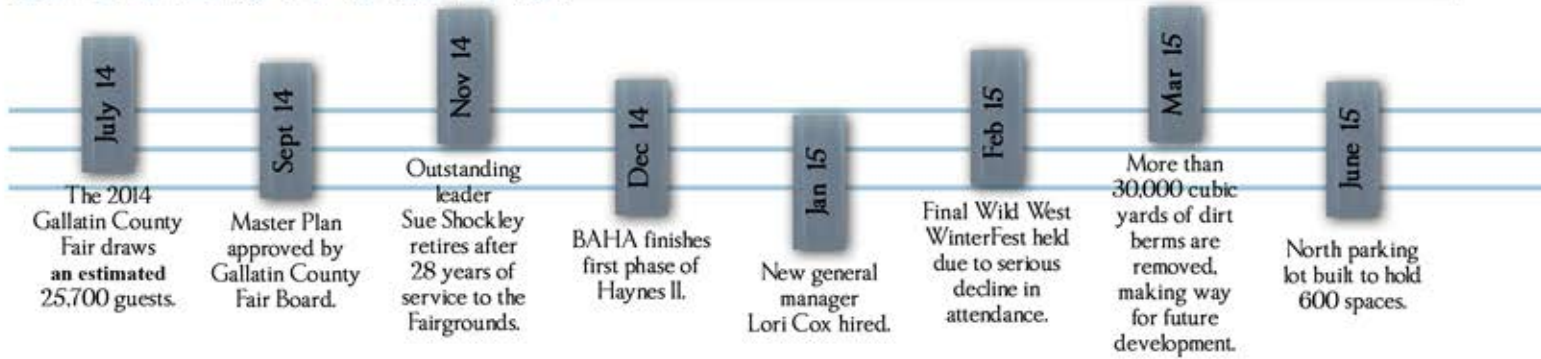 July 14
The 2014
Gallatin County
Fair draws
an estimated
25,700 guests.
Sept 14
Master Plan
approved by
Gallatin County
Fair Board.
Nov 14
Outstanding
leader
Sue Shockley
retires after
28 years of
service to the
Fairgrounds.
Dec 14
BAHA finishes
first phase of
Haynes II.
Jan 15
New general
manager
Lori Cox hired.
Feb 15
Final Wild West
WinterFest held
due to serious
decline in
attendance.
Mar 15
More than
30,000 cubic
yards of dirt
berms are
removed,
making way
for future
development.
June 15
North parking
lot built to hold
600 spaces.